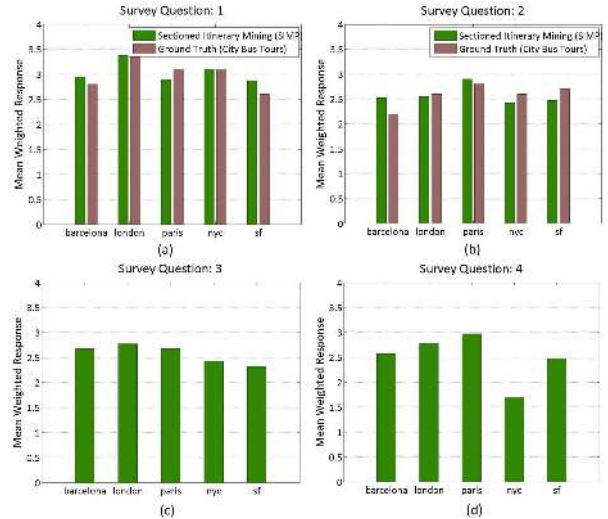 Survey Question: 1
Sectioned Itinerary Mining (SIMP
Ground Truth (City Bus Tours)
Mean Weighted Response
4
3.5
3
2.5
2
1.5
1
0.5
0
barcelona london paris nyc sf
(a)
Survey Question: 2
Sectioned Itinerary Mining (SIMP
Ground Truth (City Bus Tours)
Mean Weighted Response
4
3.5
3
2.5
2
1.5
1
0.5
0
barcelona london paris nyc sf
(b)
Survey Question: 3
Mean Weighted Response
4
3.5
3
2.5
2
1.5
1
0.5
0
barcelona london paris nyc sf
(c)
Survey Question: 4
Mean Weighted Response
4
3.5
3
2.5
2
1.5
1
0.5
0
barcelona london paris nyc sf
(d)